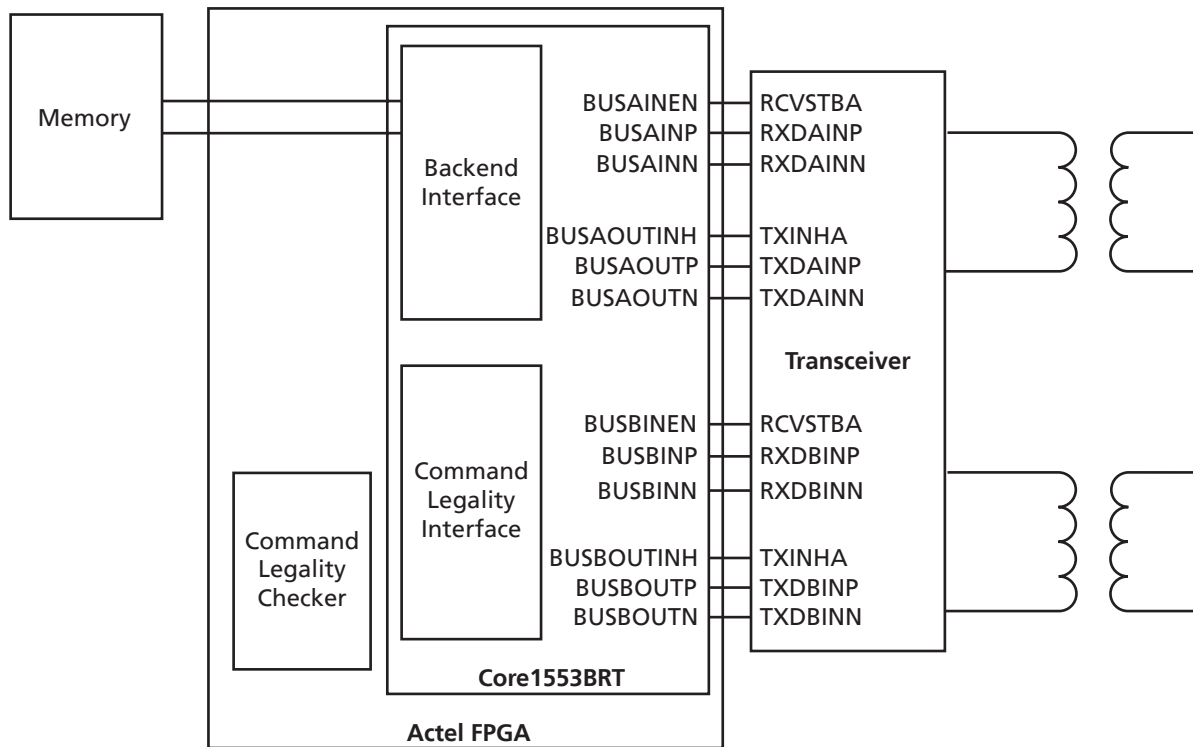 Memory
Backend
Interface
BUSAINEN
RCVSTBA
BUSAINP
RXDAINP
BUSAINN
RXDAINN
BUSAOUTINH
TXINHA
BUSAOUTP
TXDAINP
BUSAOUTN
TXDAINN
Transceiver
Command
Legality
Interface
BUSBINEN
RCVSTBA
BUSBINP
RXDBINP
BUSBINN
RXDBINN
BUSBOUTINH
TXINHA
BUSBOUTP
TXDBINP
BUSBOUTN
TXDBINN
Command
Legality
Checker
Core1553BRT
Actel FPGA